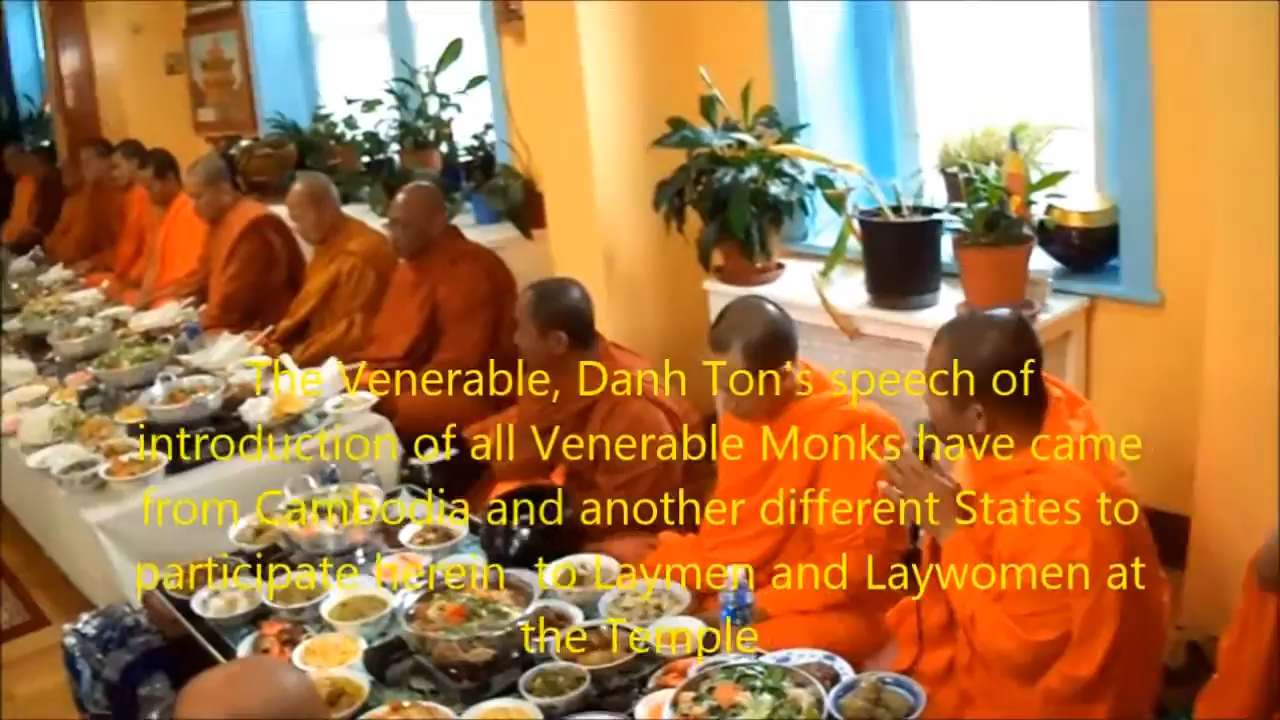 The Venerable, Danh Ton's speech of
introduction of all Venerable Monks have came
from Cambodia and another different States to
participate herein  to Laymen and Laywomen at
the Temple